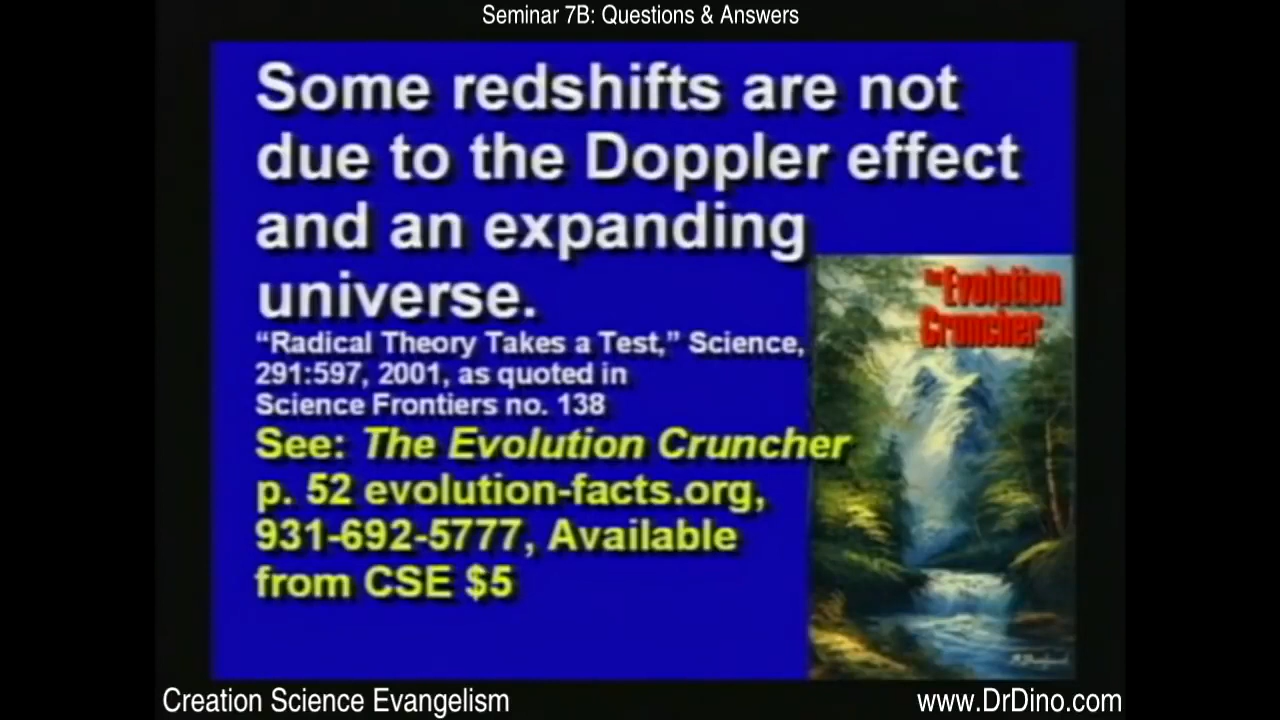 Seminar 7B: Questions & Answers
Some redshifts are not
due to the Doppler effect
and an expanding
universe.
“Radical Theory Takes a Test,” Science,
291:597, 2001, as quoted in
Science Frontiers no. 138
See: The Evolution Cruncher
p. 52 evolution-facts.org,
931-692-5777, Available
from CSE $5
The Evolution
Cruncher
Creation Science Evangelism
www.DrDino.com